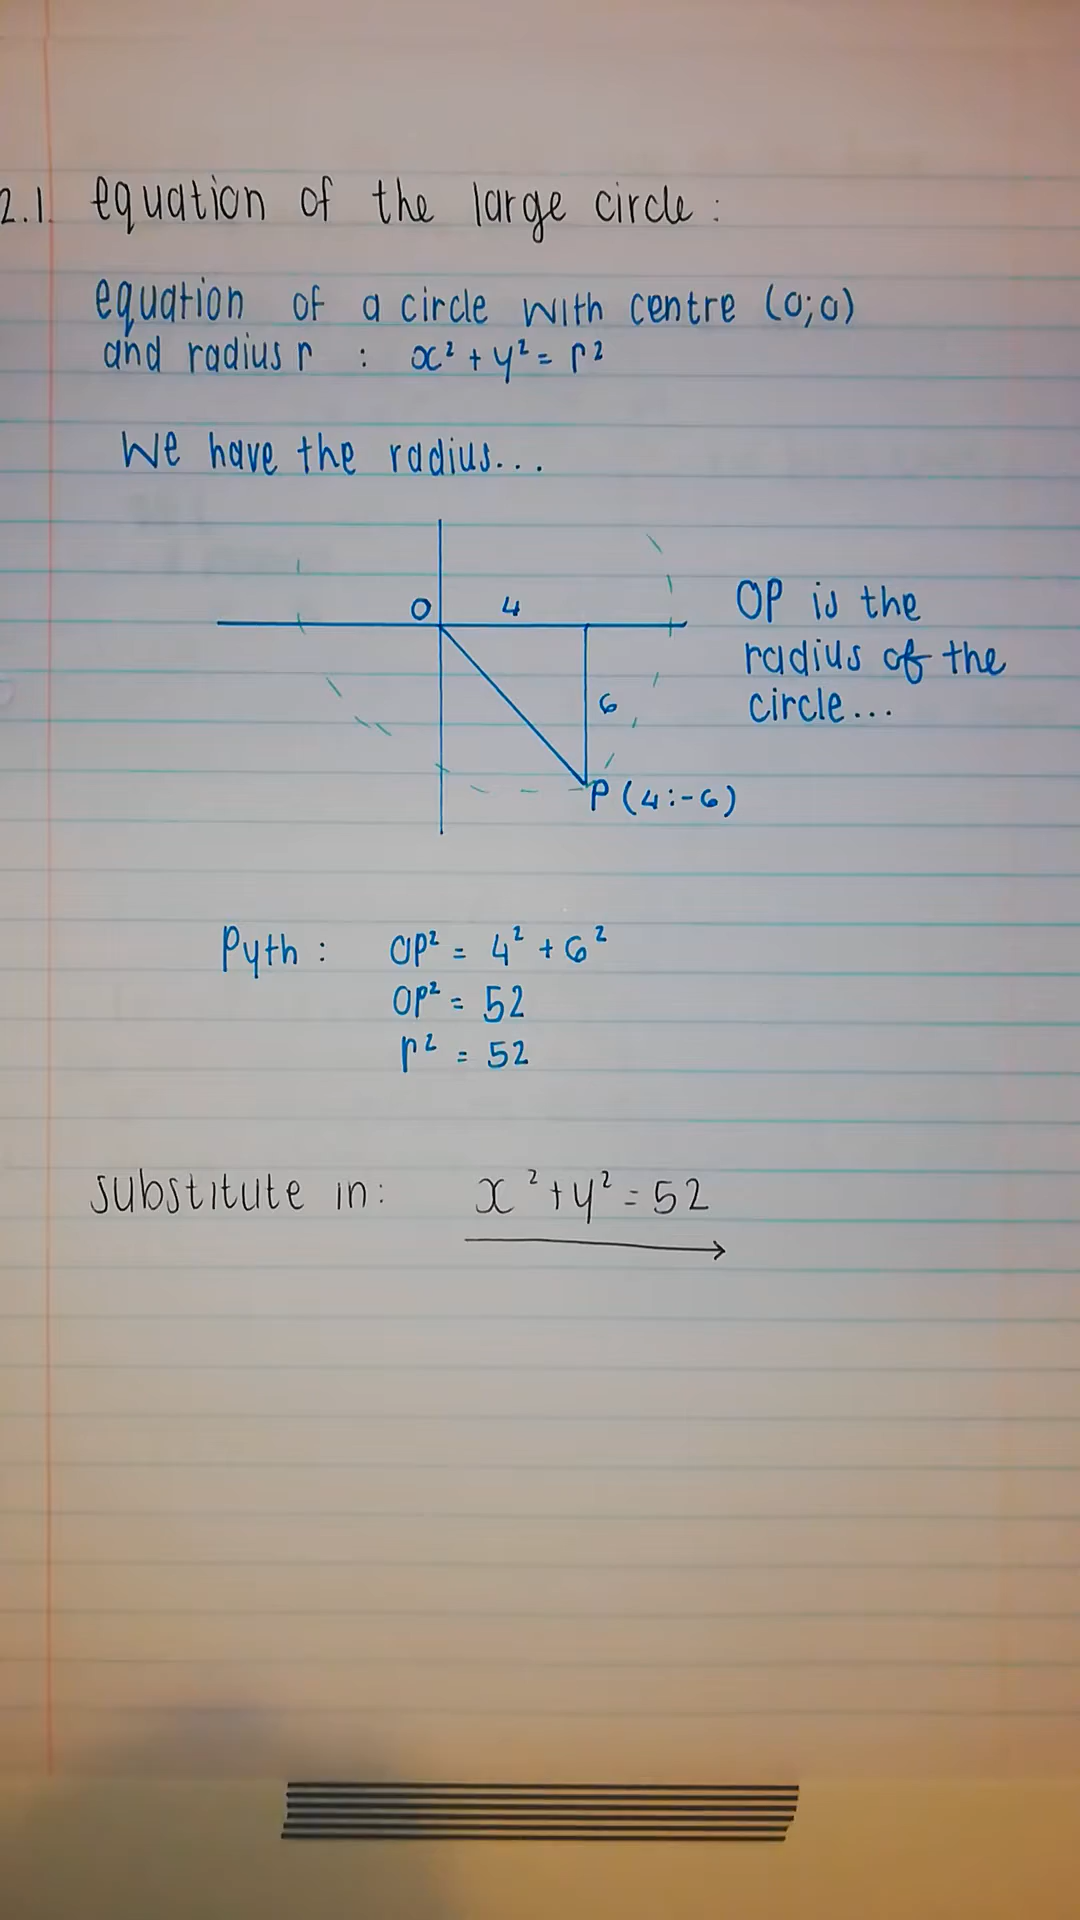 2.1. equation of the large circle :
equation of a circle with centre (0;0)
and radius r : x² + y² = r²
We have the radius...
O 4
OP is the
radius of the
circle...
6
P (4:-6)
Pyth : OP² = 4² + 6²
OP² = 52
r² = 52
substitute in: x² + y² = 52